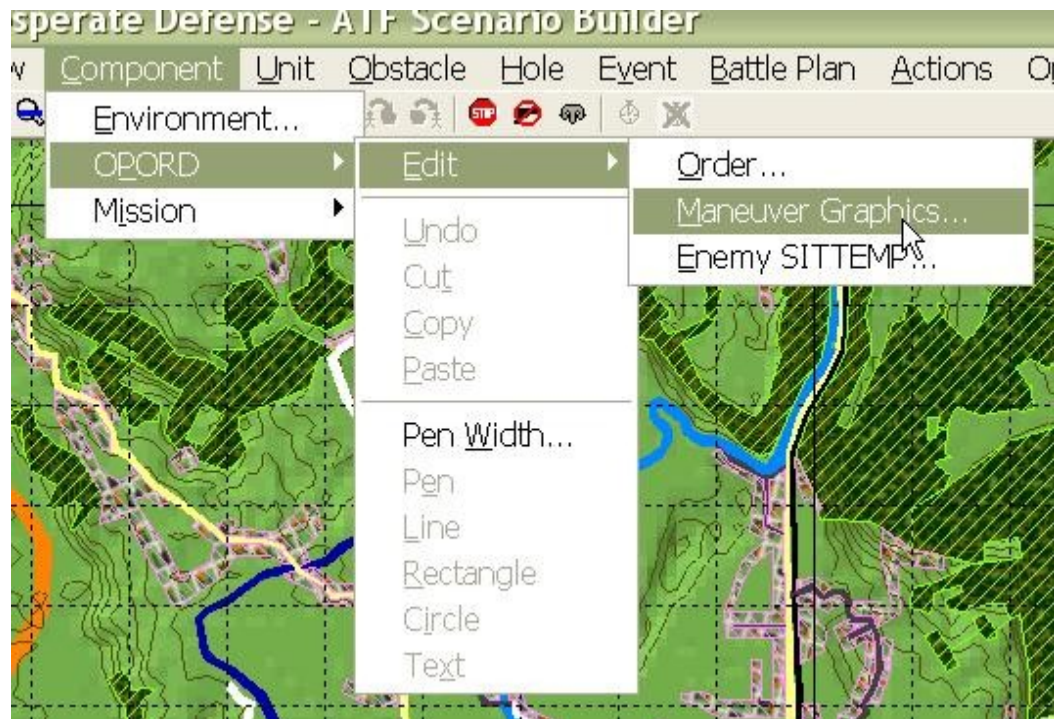 sperate Defense - ATF Scenario Builder
w Component Unit Obstacle Hole Event Battle Plan Actions O
STOP
Environment...
OPORD
Mission
Edit
Undo
Cut
Copy
Paste
Pen Width...
Pen
Line
Rectangle
Circle
Text
Order...
Maneuver Graphics...
Enemy SITTEMP...